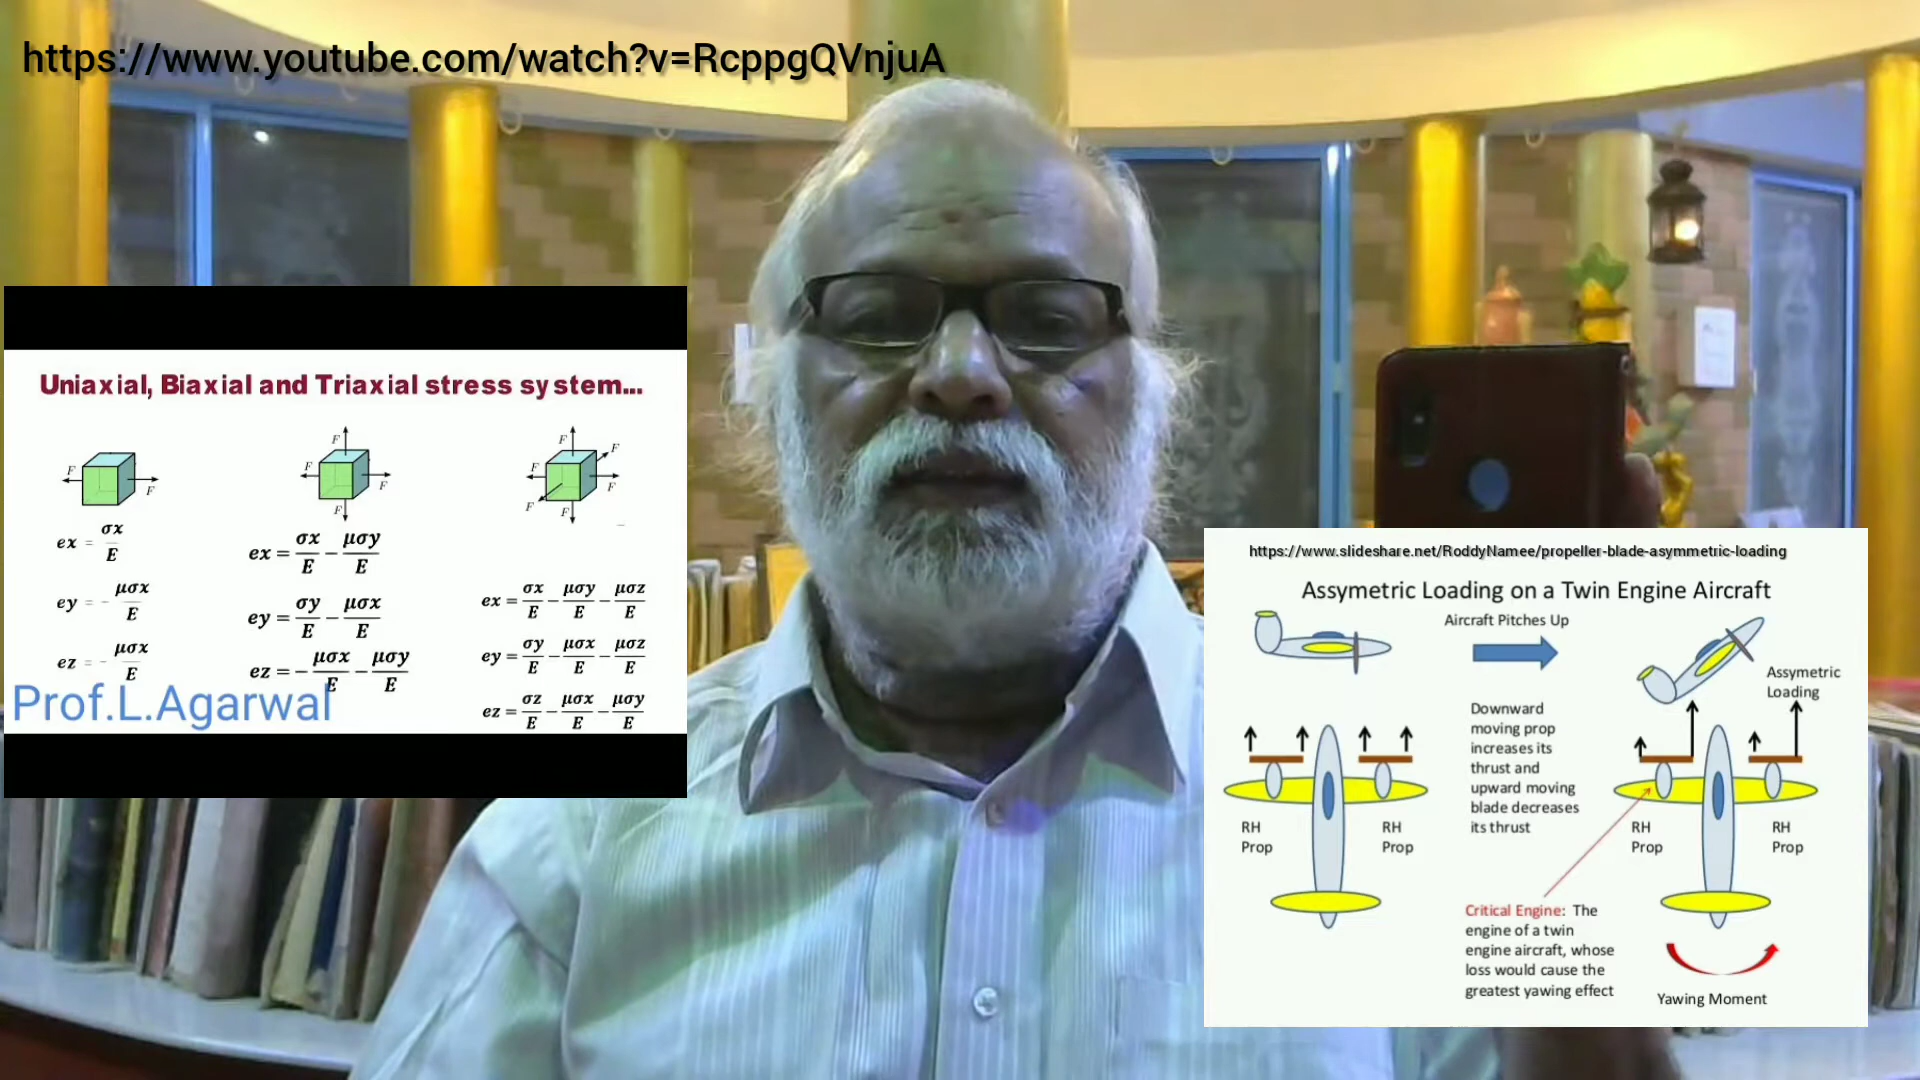 https://www.youtube.com/watch?v=RcppgQVnjuA
Uniaxial, Biaxial and Triaxial stress system...
F
F
F
F
F
F
F
F
F
F
F
F
ex = σx/E
ey = - μσx/E
ez = - μσx/E
ex = σx/E - μσy/E
ey = σy/E - μσx/E
ez = - μσx/E - μσy/E
ex = σx/E - μσy/E - μσz/E
ey = σy/E - μσx/E - μσz/E
ez = σz/E - μσx/E - μσy/E
Prof.L.Agarwal
https://www.slideshare.net/RoddyNamee/propeller-blade-asymmetric-loading
Assymetric Loading on a Twin Engine Aircraft
Aircraft Pitches Up
Assymetric
Loading
Downward
moving prop
increases its
thrust and
upward moving
blade decreases
its thrust
RH
Prop
RH
Prop
RH
Prop
RH
Prop
Critical Engine: The
engine of a twin
engine aircraft, whose
loss would cause the
greatest yawing effect
Yawing Moment